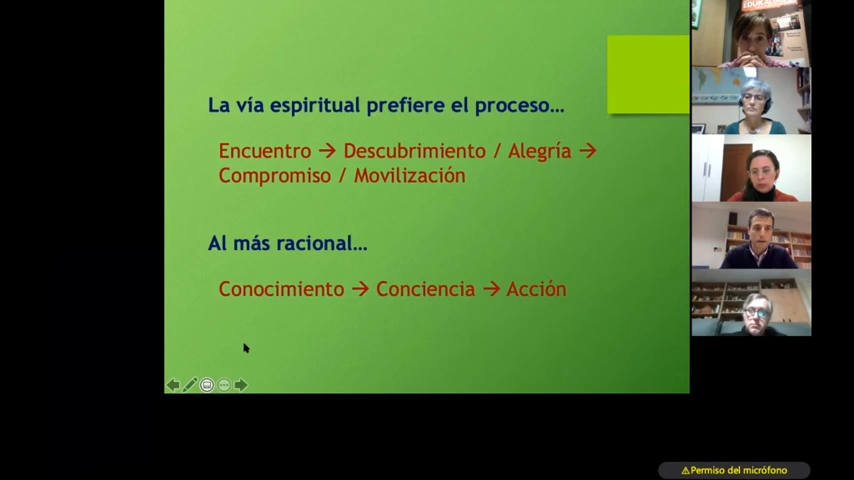 La vía espiritual prefiere el proceso...
Encuentro → Descubrimiento / Alegría →
Compromiso / Movilización
Al más racional...
Conocimiento → Conciencia → Acción
⚠Permiso del micrófono